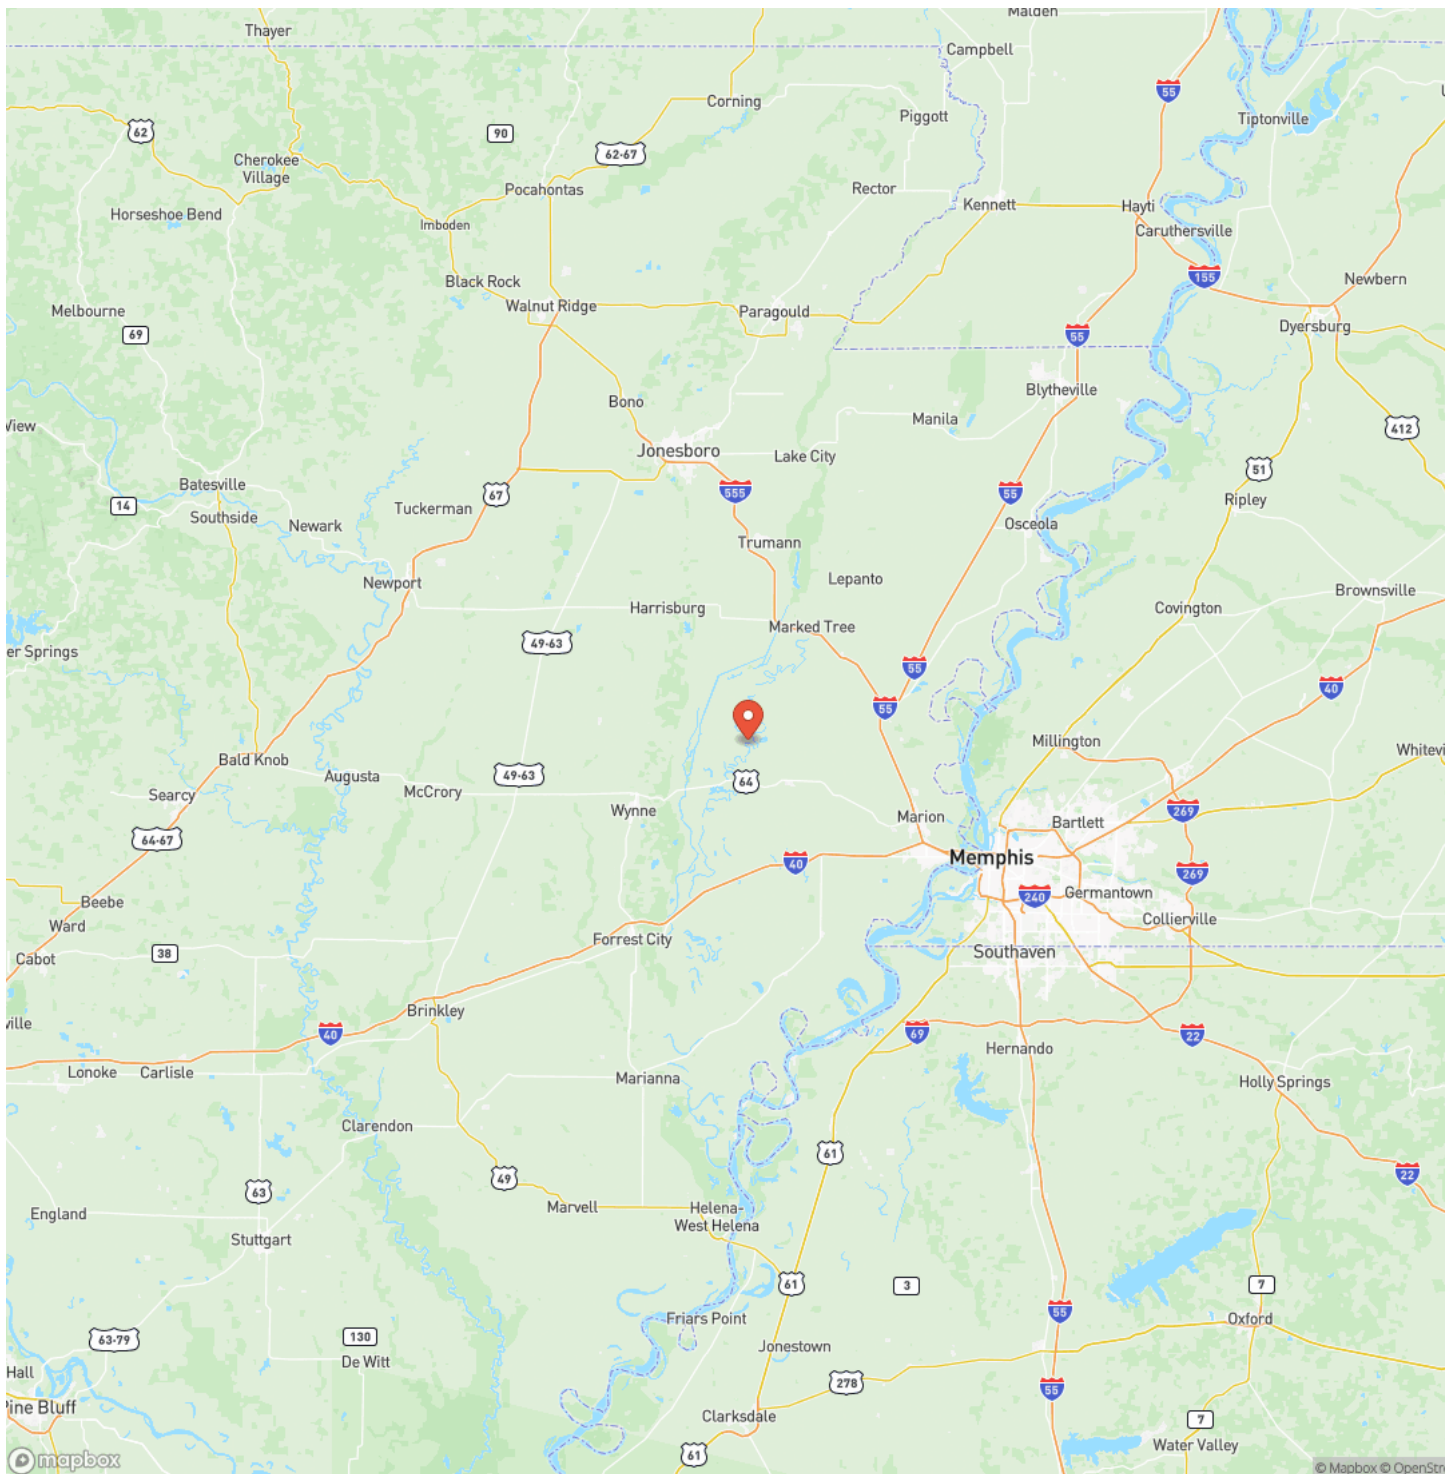 Malden
Thayer
Campbell
55
Corning
Piggott
Tiptonville
62
90
62-67
Cherokee
Village
Pocahontas
Rector
Kennett
Hayti
Horseshoe Bend
Imboden
Caruthersville
155
Black Rock
Newbern
Melbourne
Walnut Ridge
Paragould
Dyersburg
69
55
Blytheville
Bono
Manila
View
412
Jonesboro
Lake City
51
Batesville
555
55
Ripley
14
67
Tuckerman
Southside
Newark
Osceola
Trumann
Newport
Lepanto
Brownsville
Harrisburg
Covington
Marked Tree
49-63
er Springs
55
40
55
Millington
Whitevi
Bald Knob
Augusta
49-63
64
McCrory
Searcy
Wynne
269
Marion
Bartlett
64-67
Memphis
40
269
Beebe
240
Germantown
Ward
Collierville
Forrest City
38
Southaven
Cabot
Brinkley
ville
40
69
22
Hernando
Lonoke
Carlisle
Marianna
Holly Springs
Clarendon
61
22
49
63
Marvell
Helena-
West Helena
England
Stuttgart
61
3
7
55
Friars Point
Oxford
63-79
130
Jonestown
De Witt
Hall
278
55
Pine Bluff
Clarksdale
7
Water Valley
61
mapbox
© Mapbox © OpenStr